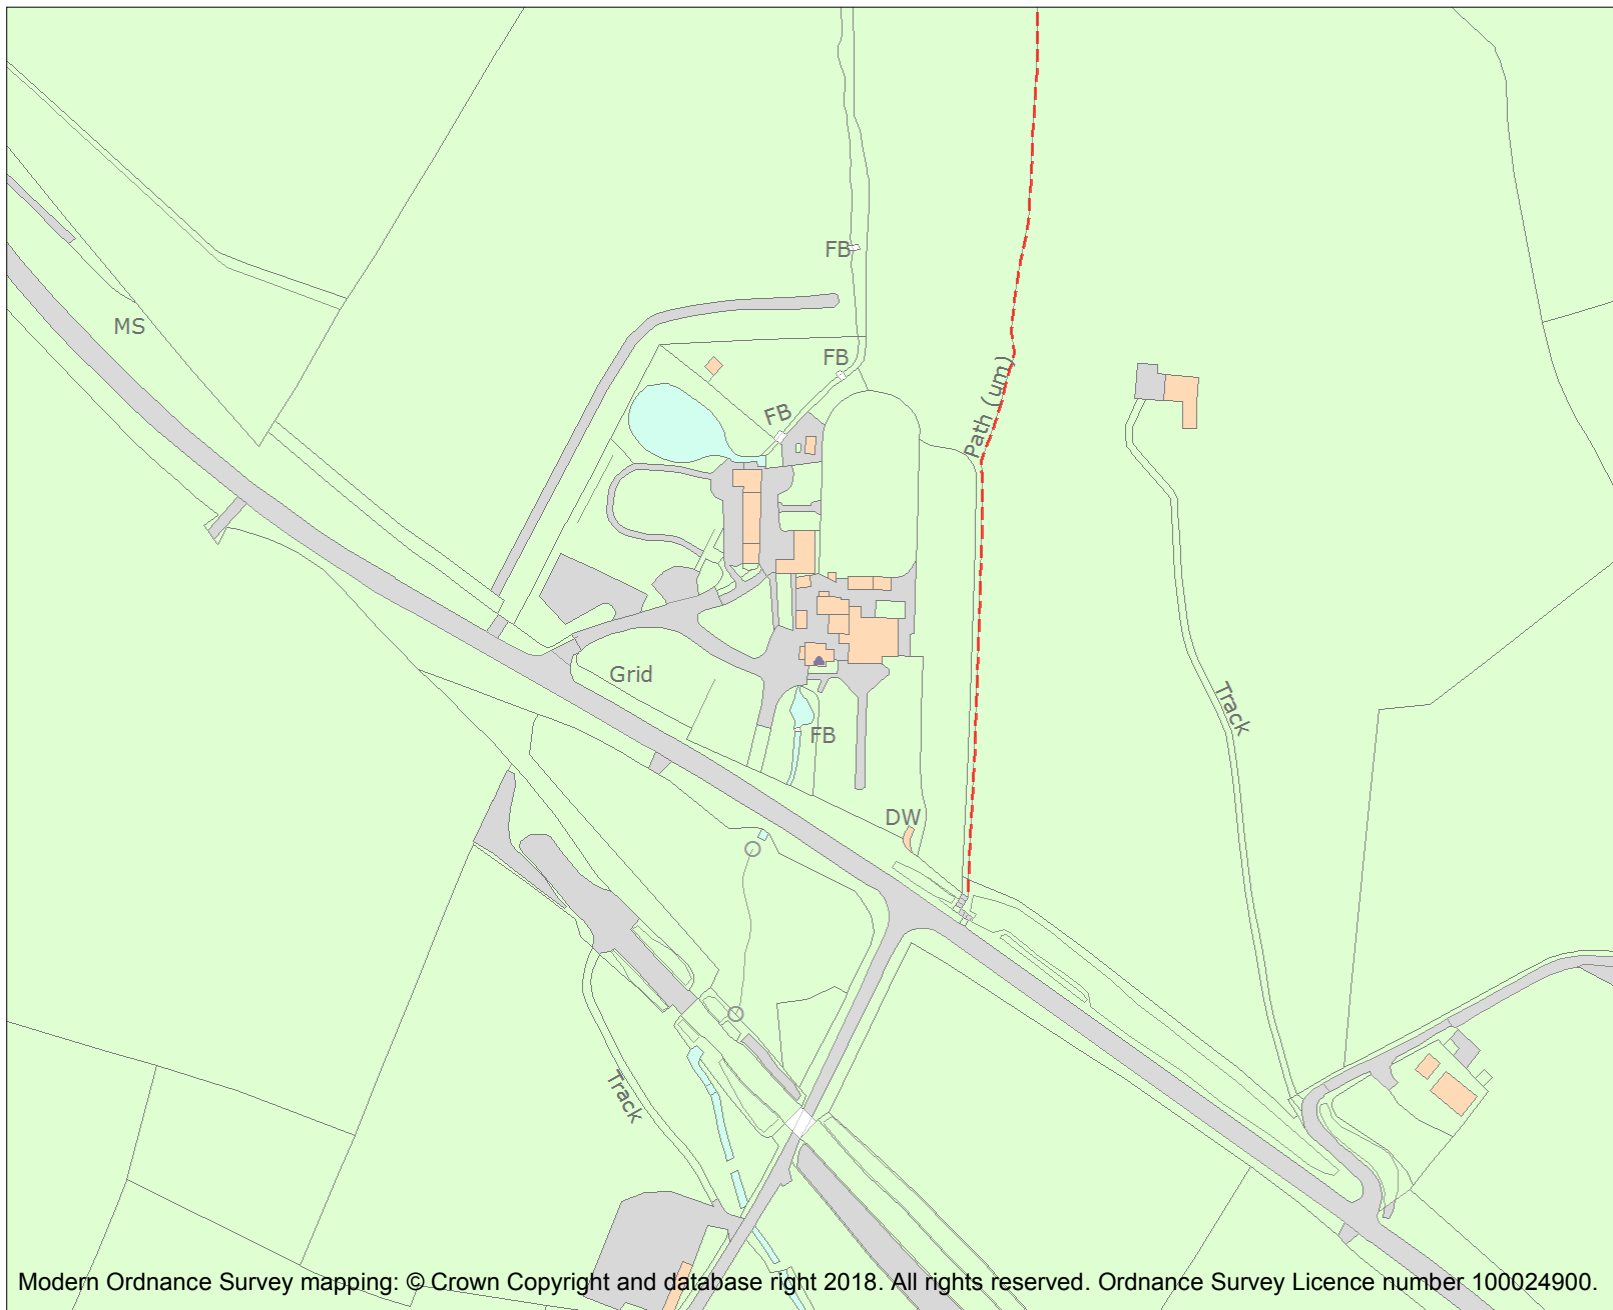 FB
MS
FB
Path (um)
FB
Grid
Track
FB
DW
Track
Modern Ordnance Survey mapping: © Crown Copyright and database right 2018. All rights reserved. Ordnance Survey Licence number 100024900.